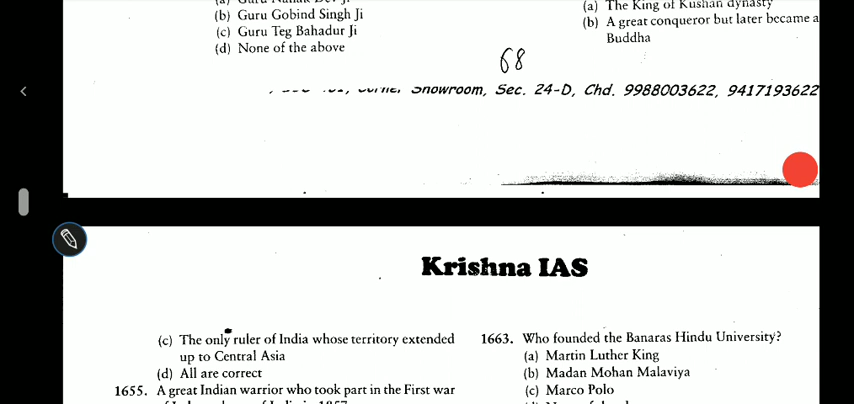 (b) Guru Gobind Singh Ji
(c) Guru Teg Bahadur Ji
(d) None of the above
(a) The King of Kushan dynasty
(b) A great conqueror but later became a
Buddha
68
Showroom, Sec. 24-D, Chd. 9988003622, 9417193622
Krishna IAS
(c) The only ruler of India whose territory extended
up to Central Asia
(d) All are correct
1655. A great Indian warrior who took part in the First war
1663. Who founded the Banaras Hindu University?
(a) Martin Luther King
(b) Madan Mohan Malaviya
(c) Marco Polo